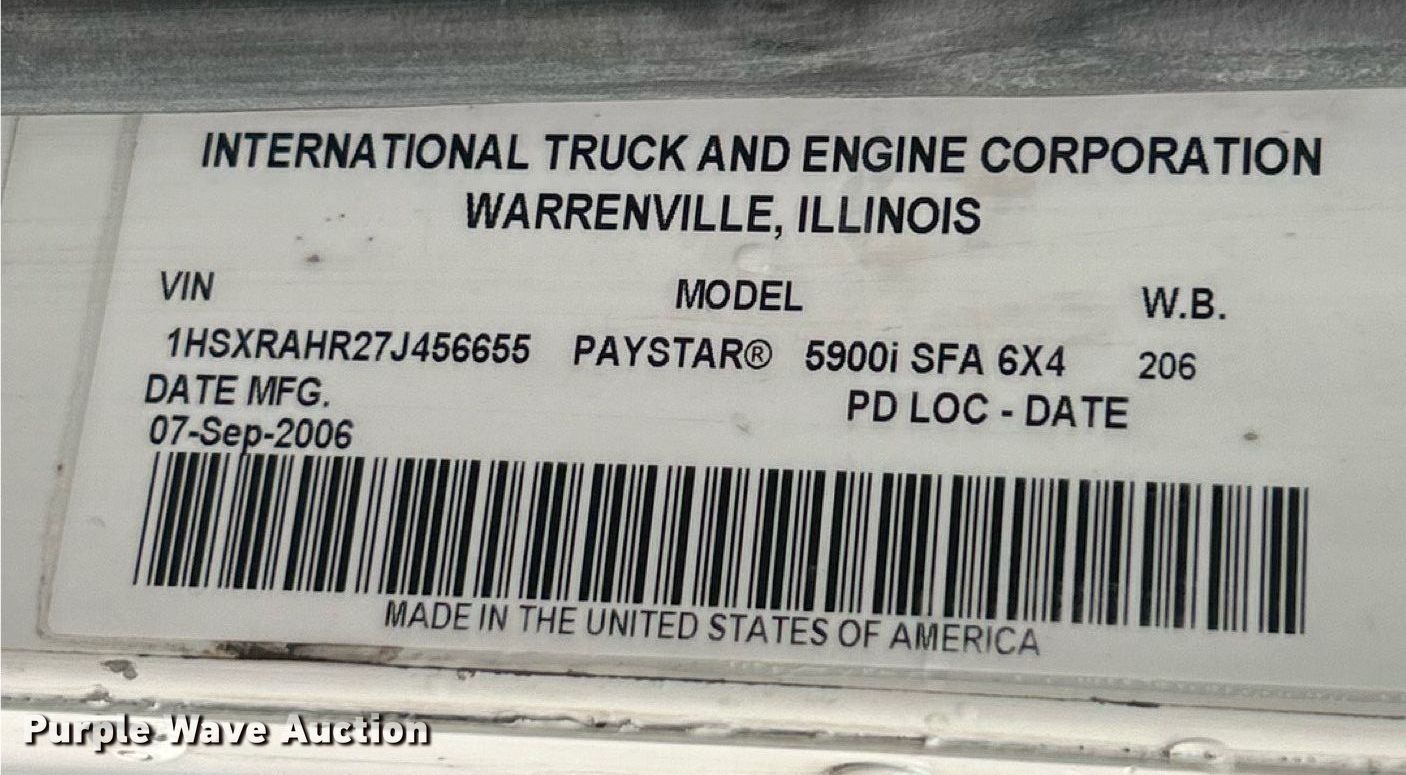 INTERNATIONAL TRUCK AND ENGINE CORPORATION
WARRENVILLE, ILLINOIS
VIN MODEL W.B.
1HSXRAHR27J456655 PAYSTAR® 5900i SFA 6X4 206
DATE MFG. PD LOC - DATE
07-Sep-2006
MADE IN THE UNITED STATES OF AMERICA
Purple Wave Auction